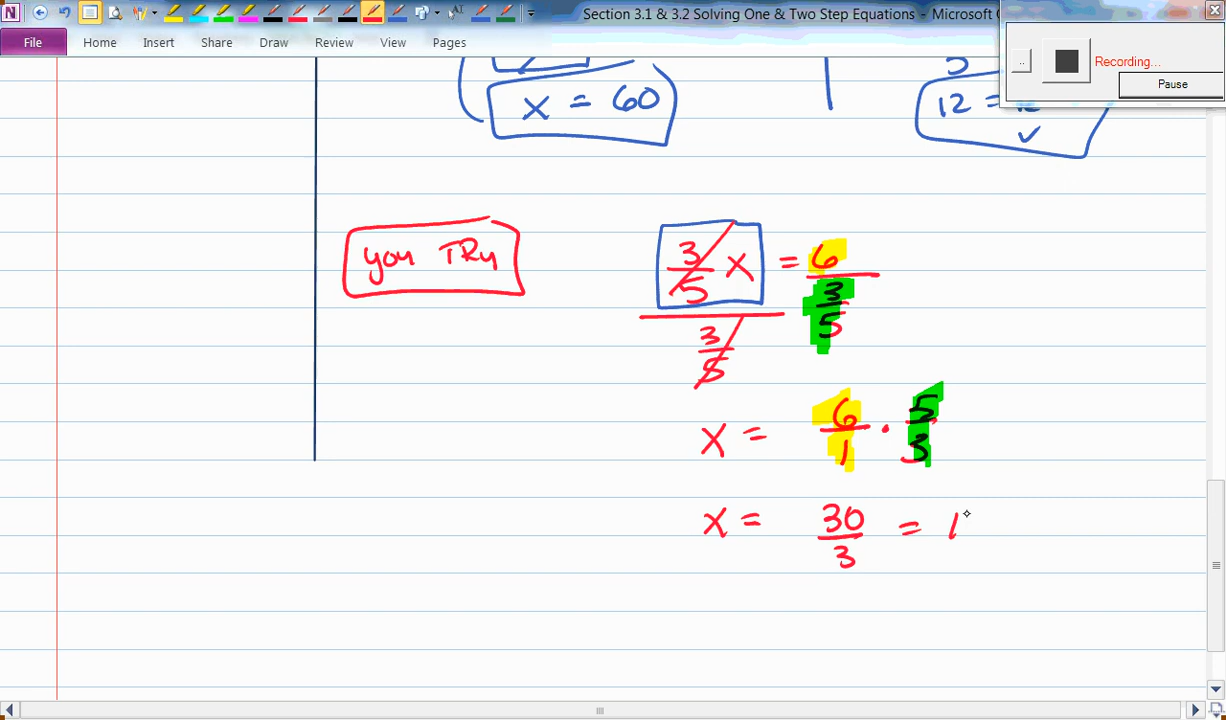 Section 3.1 & 3.2 Solving One & Two Step Equations - Microsoft
File Home Insert Share Draw Review View Pages
Recording...
Pause
x = 60
12 =
✓
you TRy
3/5 x = 6
3/5 3/5
x = 6/1 · 5/3
x = 30/3 = 1